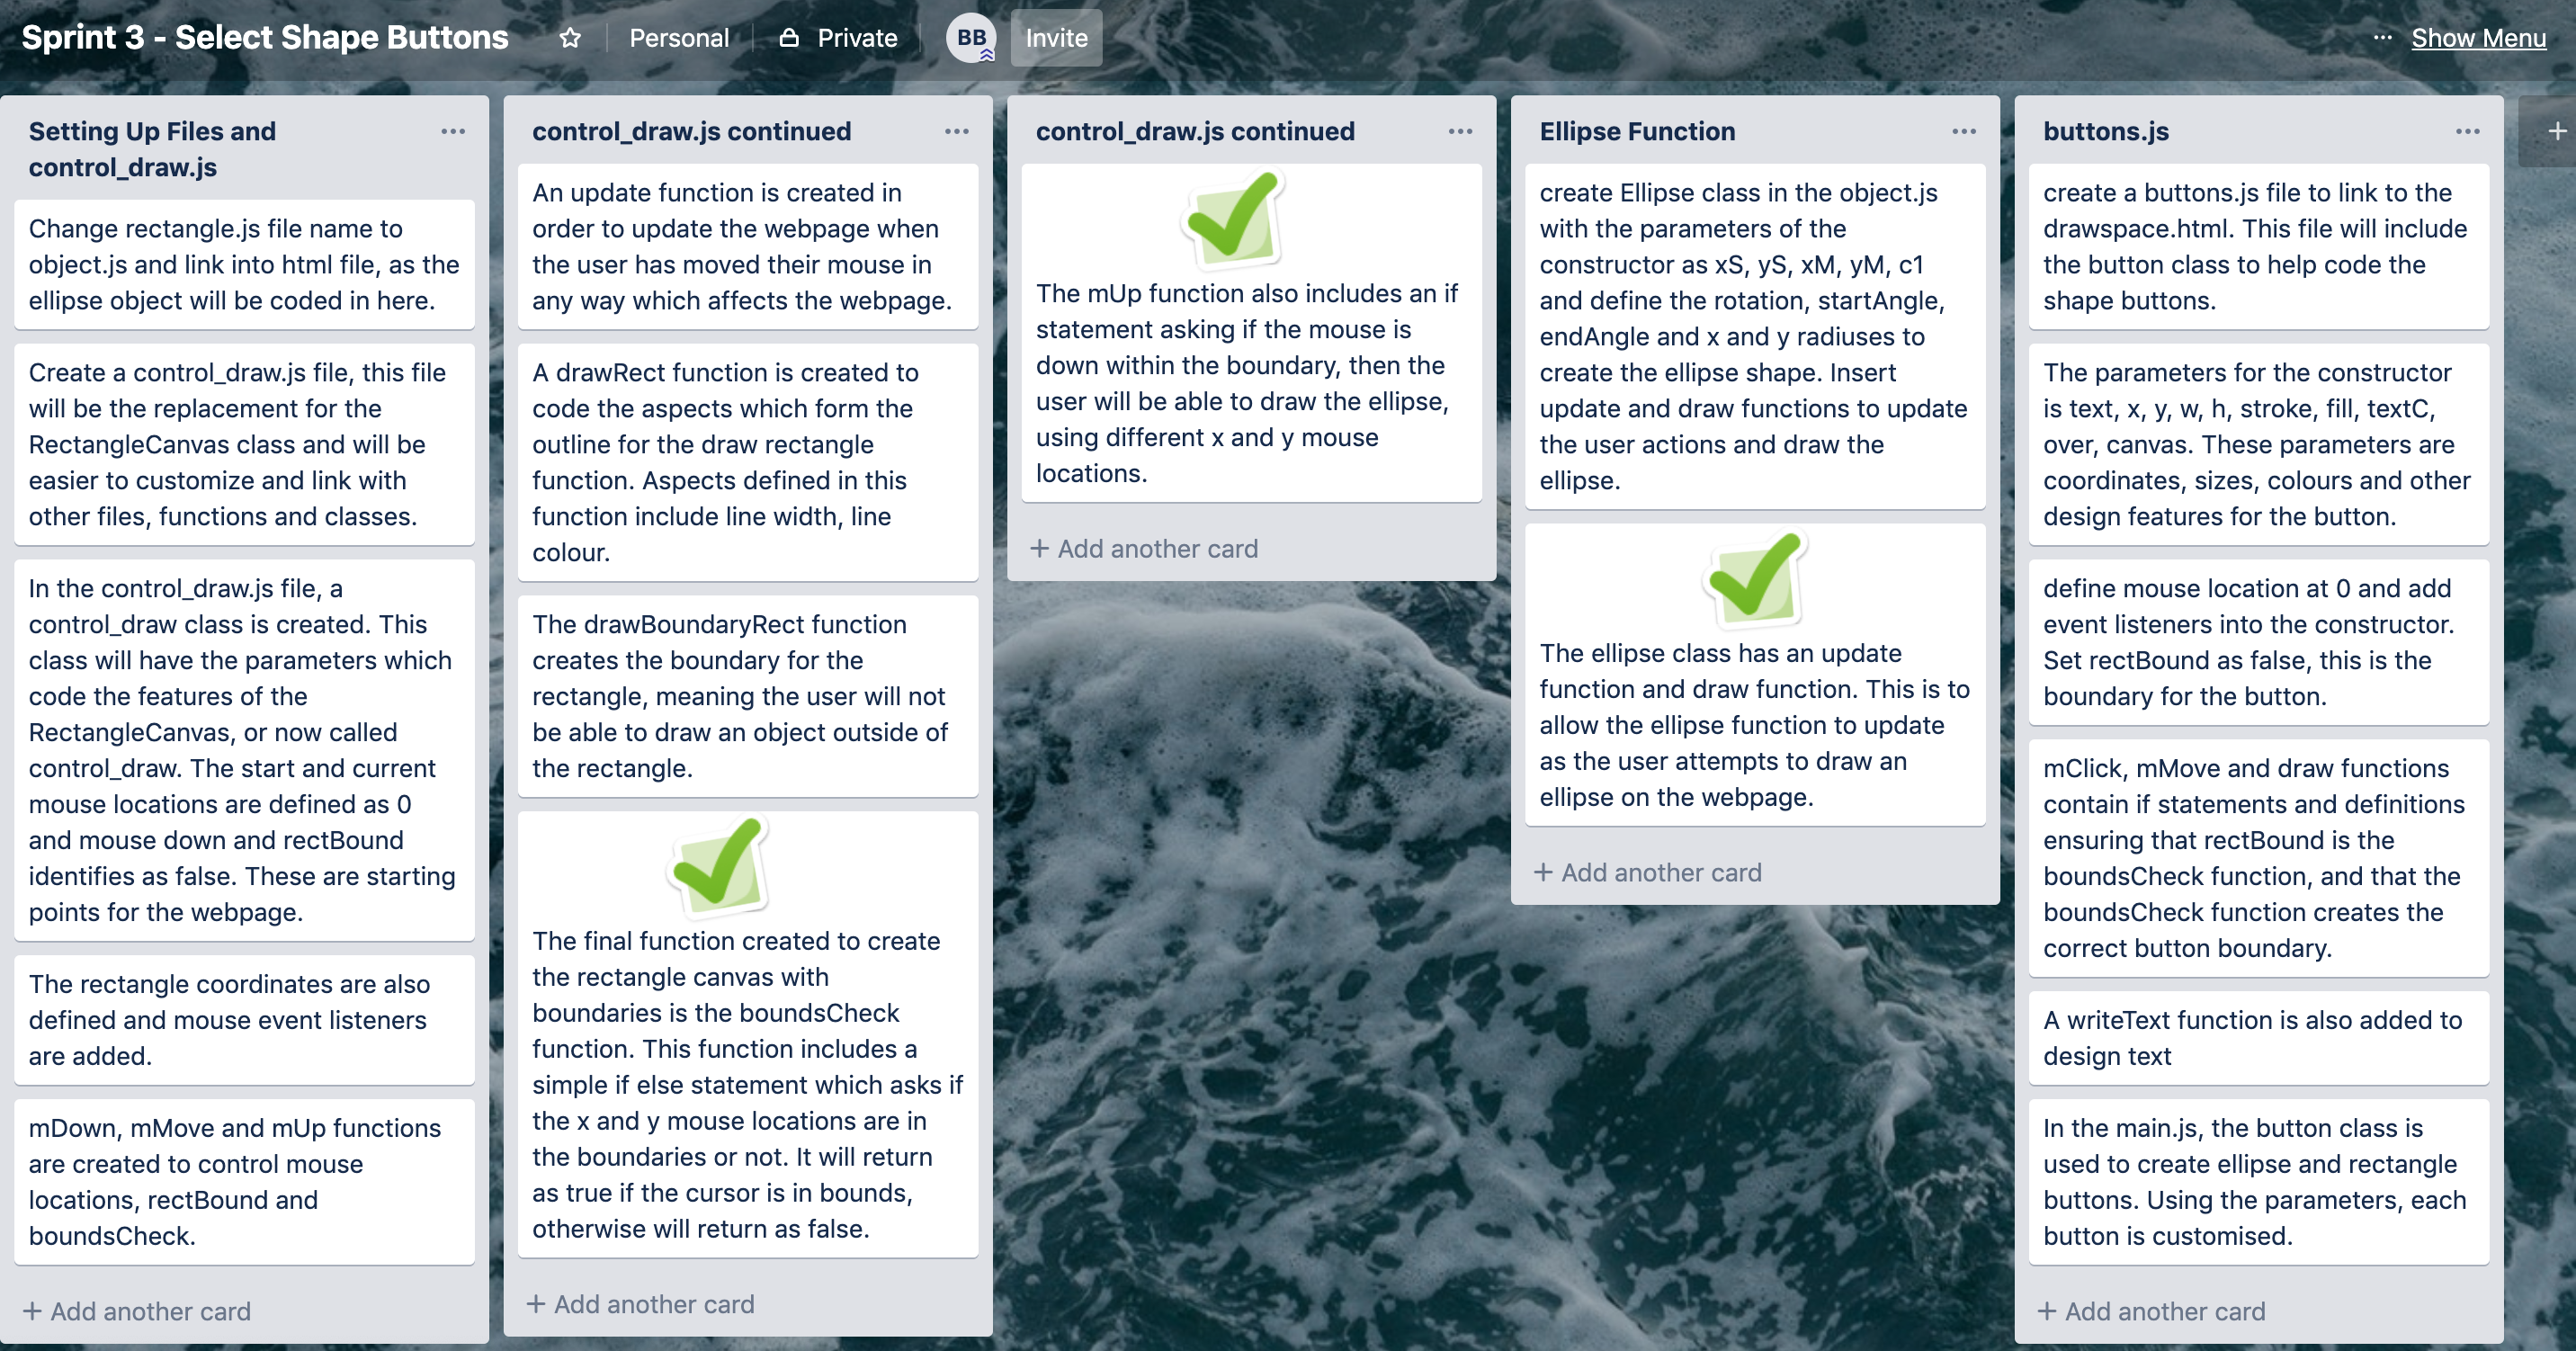 Sprint 3 - Select Shape Buttons
Personal
Private
BB
Invite
Show Menu
Setting Up Files and
control_draw.js
Change rectangle.js file name to
object.js and link into html file, as the
ellipse object will be coded in here.
Create a control_draw.js file, this file
will be the replacement for the
RectangleCanvas class and will be
easier to customize and link with
other files, functions and classes.
In the control_draw.js file, a
control_draw class is created. This
class will have the parameters which
code the features of the
RectangleCanvas, or now called
control_draw. The start and current
mouse locations are defined as 0
and mouse down and rectBound
identifies as false. These are starting
points for the webpage.
The rectangle coordinates are also
defined and mouse event listeners
are added.
mDown, mMove and mUp functions
are created to control mouse
locations, rectBound and
boundsCheck.
+ Add another card
control_draw.js continued
An update function is created in
order to update the webpage when
the user has moved their mouse in
any way which affects the webpage.
A drawRect function is created to
code the aspects which form the
outline for the draw rectangle
function. Aspects defined in this
function include line width, line
colour.
The drawBoundaryRect function
creates the boundary for the
rectangle, meaning the user will not
be able to draw an object outside of
the rectangle.
The final function created to create
the rectangle canvas with
boundaries is the boundsCheck
function. This function includes a
simple if else statement which asks if
the x and y mouse locations are in
the boundaries or not. It will return
as true if the cursor is in bounds,
otherwise will return as false.
+ Add another card
control_draw.js continued
The mUp function also includes an if
statement asking if the mouse is
down within the boundary, then the
user will be able to draw the ellipse,
using different x and y mouse
locations.
+ Add another card
Ellipse Function
create Ellipse class in the object.js
with the parameters of the
constructor as xS, yS, xM, yM, c1
and define the rotation, startAngle,
endAngle and x and y radiuses to
create the ellipse shape. Insert
update and draw functions to update
the user actions and draw the
ellipse.
The ellipse class has an update
function and draw function. This is to
allow the ellipse function to update
as the user attempts to draw an
ellipse on the webpage.
+ Add another card
buttons.js
create a buttons.js file to link to the
drawspace.html. This file will include
the button class to help code the
shape buttons.
The parameters for the constructor
is text, x, y, w, h, stroke, fill, textC,
over, canvas. These parameters are
coordinates, sizes, colours and other
design features for the button.
define mouse location at 0 and add
event listeners into the constructor.
Set rectBound as false, this is the
boundary for the button.
mClick, mMove and draw functions
contain if statements and definitions
ensuring that rectBound is the
boundsCheck function, and that the
boundsCheck function creates the
correct button boundary.
A writeText function is also added to
design text
In the main.js, the button class is
used to create ellipse and rectangle
buttons. Using the parameters, each
button is customised.
+ Add another card